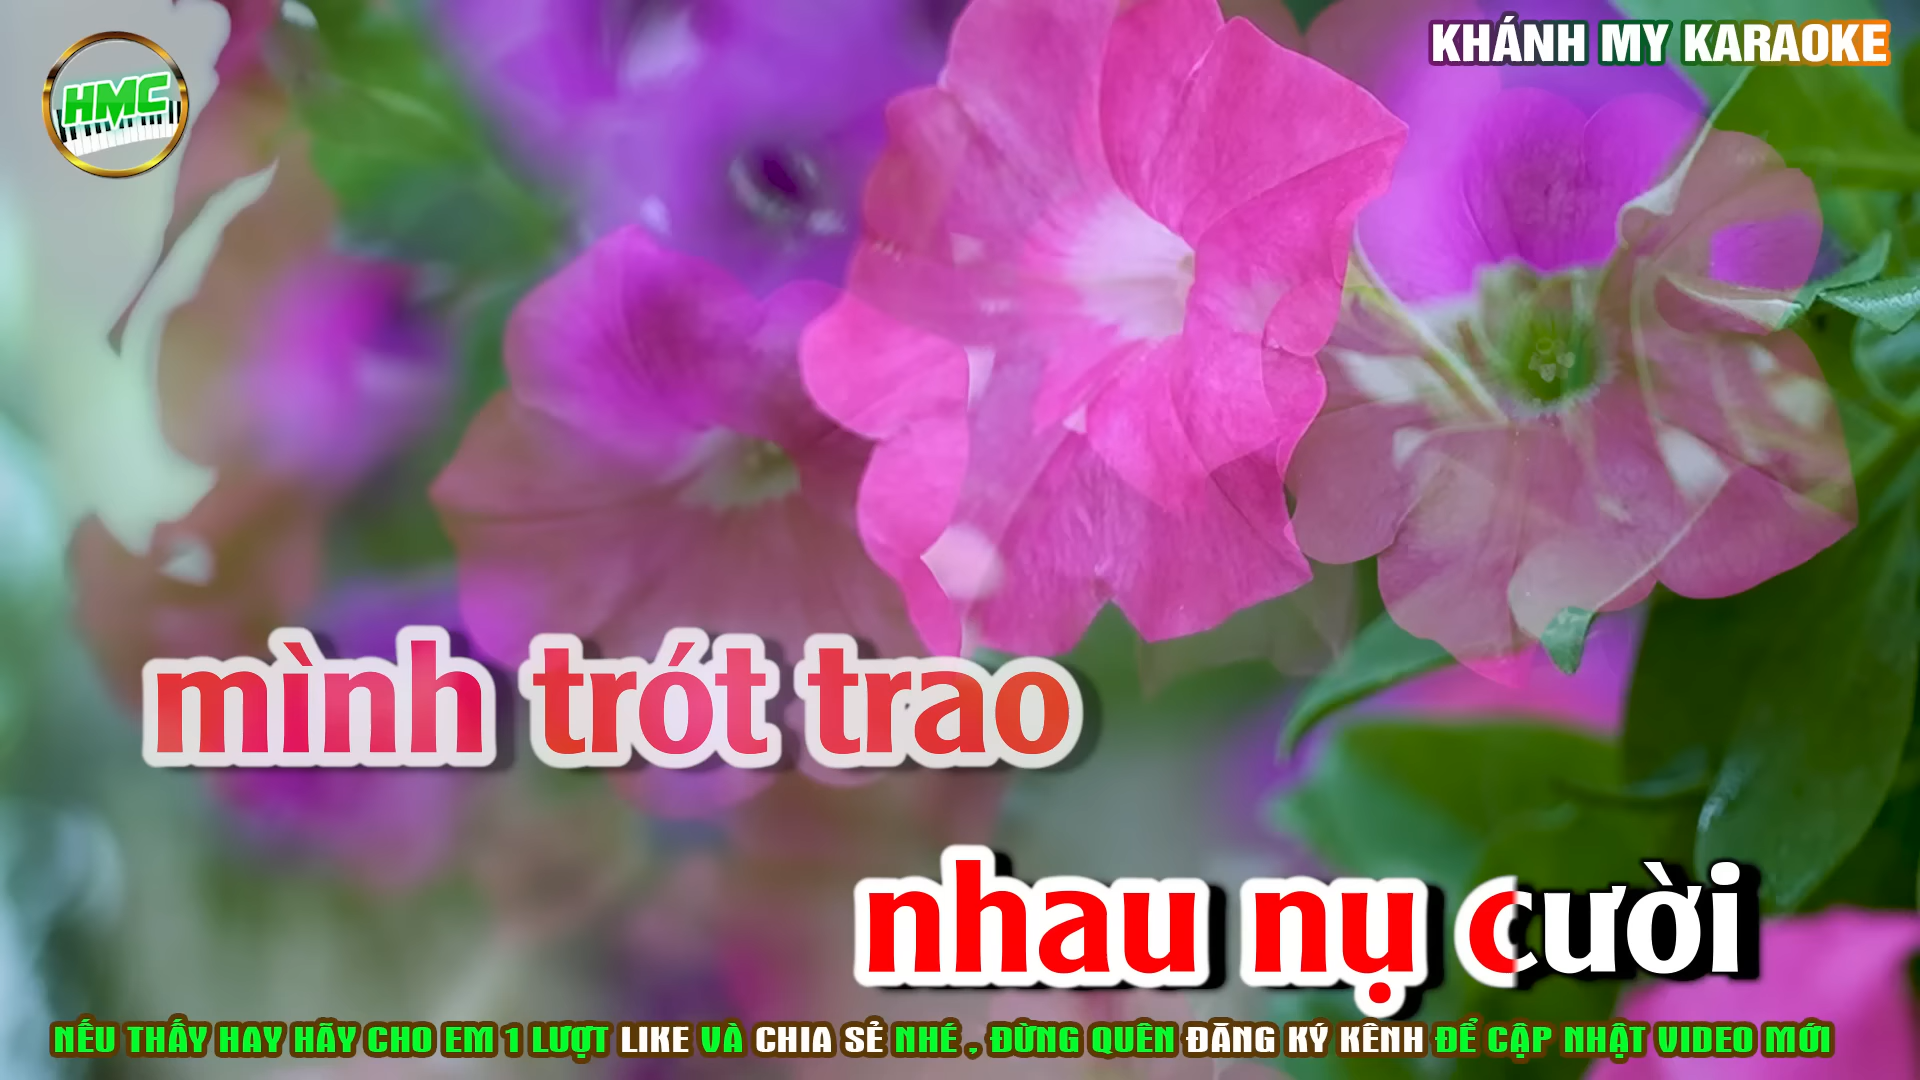 KHÁNH MY KARAOKE
HMC
mình trót trao
nhau nụ cười
NẾU THẤY HAY HÃY CHO EM 1 LƯỢT LIKE VÀ CHIA SẺ NHÉ , ĐỪNG QUÊN ĐĂNG KÝ KÊNH ĐỂ CẬP NHẬT VIDEO MỚI